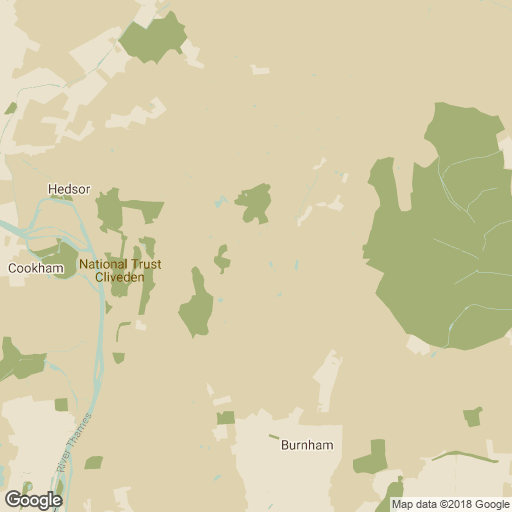 Hedsor
National Trust
Cliveden
Cookham
River Thames
Burnham
Google
Map data ©2018 Google